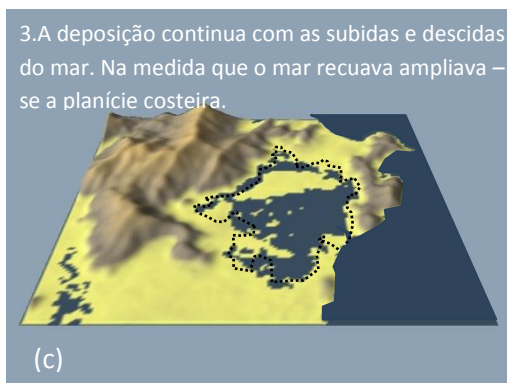 3.A deposição continua com as subidas e descidas
do mar. Na medida que o mar recuava ampliava –
se a planície costeira.
(c)